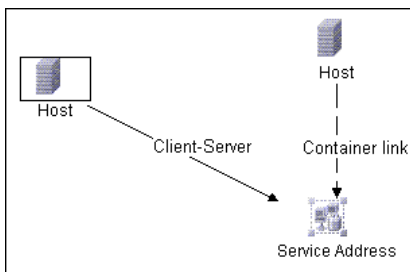 Host
Host
Client-Server
Container link
Service Address